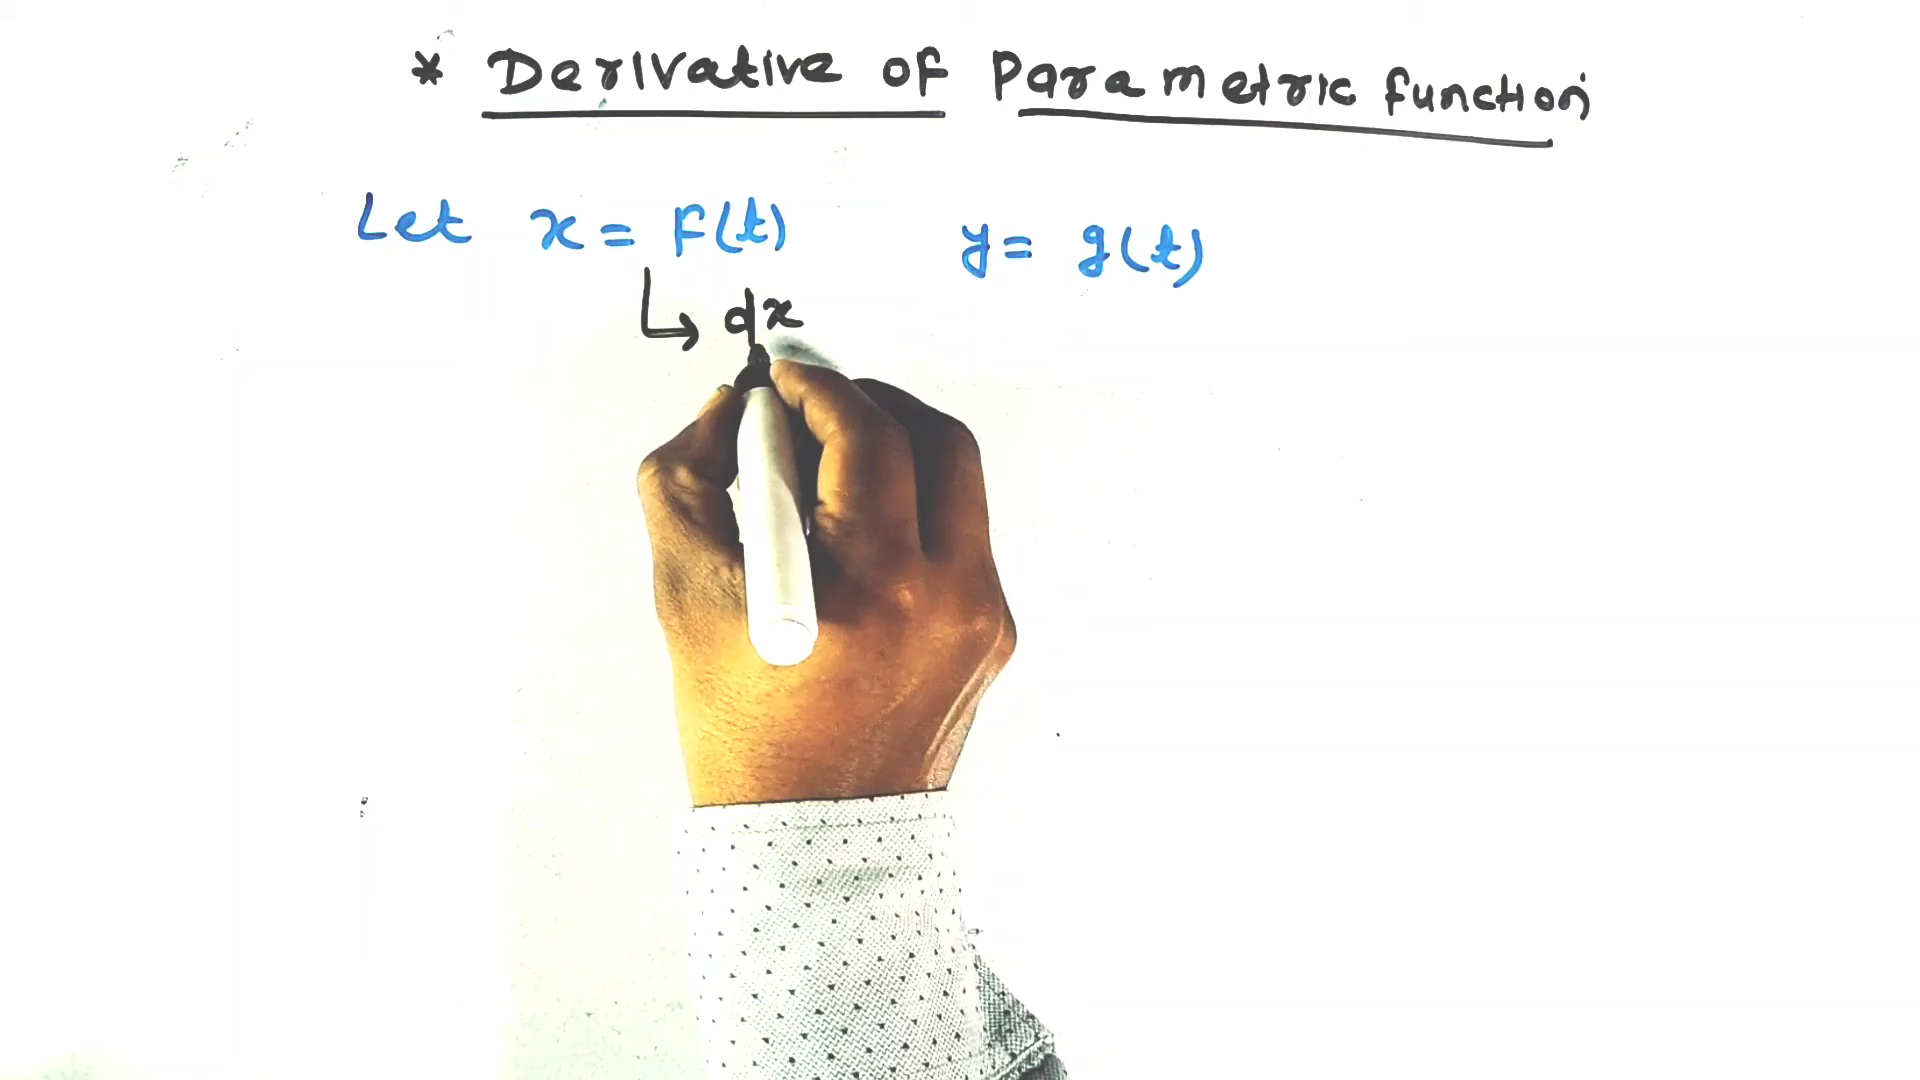 * Derivative of Parametric function
Let x = F(t) y = g(t)
↳ dx